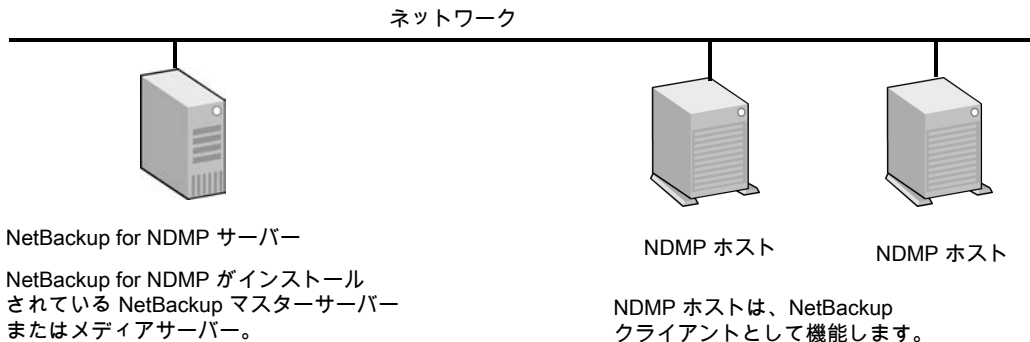 ネットワーク
NetBackup for NDMP サーバー
NetBackup for NDMP がインストール
されている NetBackup マスターサーバー
またはメディアサーバー。
NDMP ホスト
NDMP ホスト
NDMP ホストは、NetBackup
クライアントとして機能します。